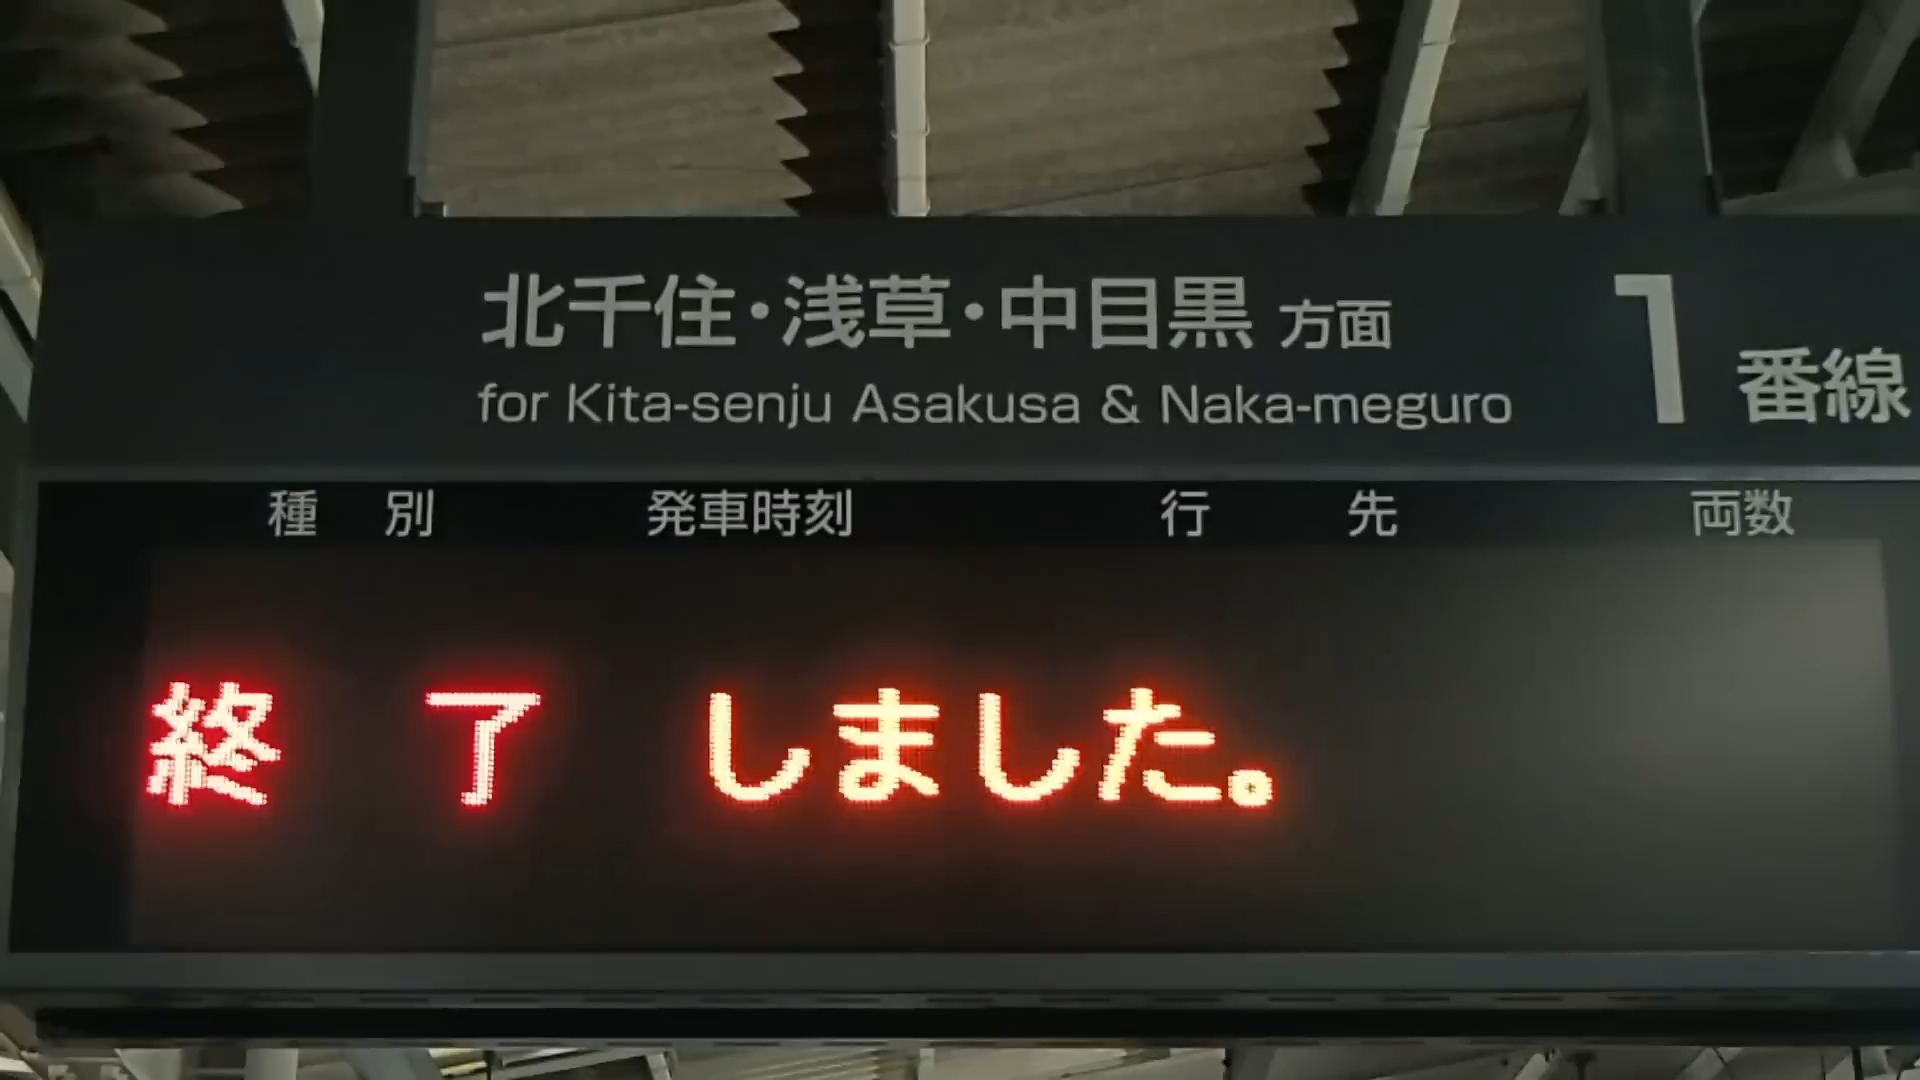 北千住・浅草・中目黒 方面
for Kita-senju Asakusa & Naka-meguro
1番線
種別 発車時刻 行先 両数
終了しました。